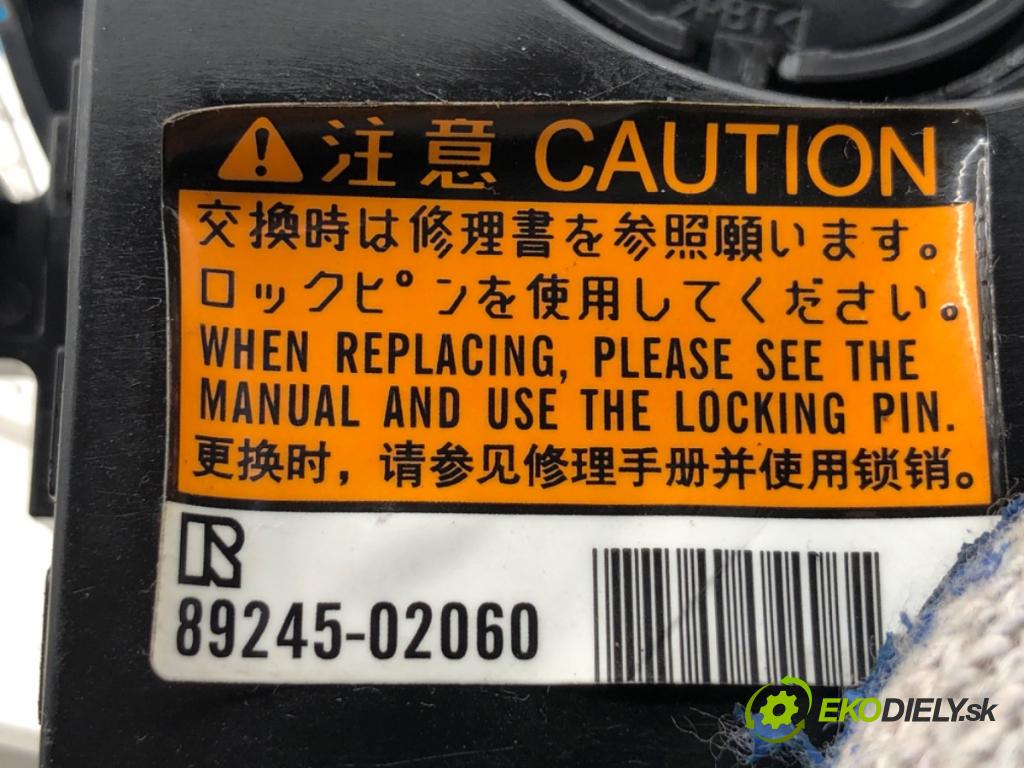 >PBT<
注意 CAUTION
交換時は修理書を参照願います。
ロックピンを使用してください。
WHEN REPLACING, PLEASE SEE THE
MANUAL AND USE THE LOCKING PIN.
更换时，请参见修理手册并使用锁销。
R
89245-02060
EKODIELY.sk